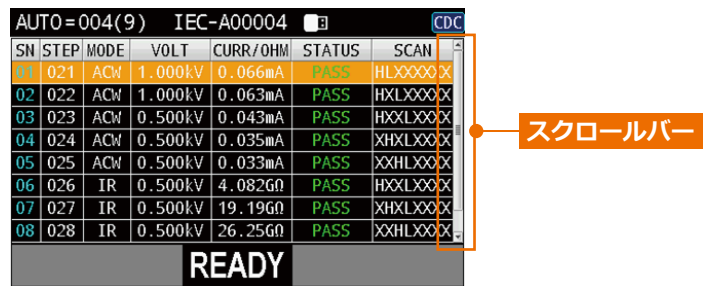 AUTO=004(9) IEC-A00004 CDC
SN STEP MODE VOLT CURR/OHM STATUS SCAN
01 021 ACW 1.000kV 0.066mA PASS HLXXXXXX
02 022 ACW 1.000kV 0.063mA PASS HXLXXXXX
03 023 ACW 0.500kV 0.043mA PASS HXXLXXXX
04 024 ACW 0.500kV 0.035mA PASS XHXLXXXX
05 025 ACW 0.500kV 0.033mA PASS XXHLXXXX
06 026 IR 0.500kV 4.082GΩ PASS HXXLXXXX
07 027 IR 0.500kV 19.19GΩ PASS XHXLXXXX
08 028 IR 0.500kV 26.25GΩ PASS XXHLXXXX
READY
スクロールバー